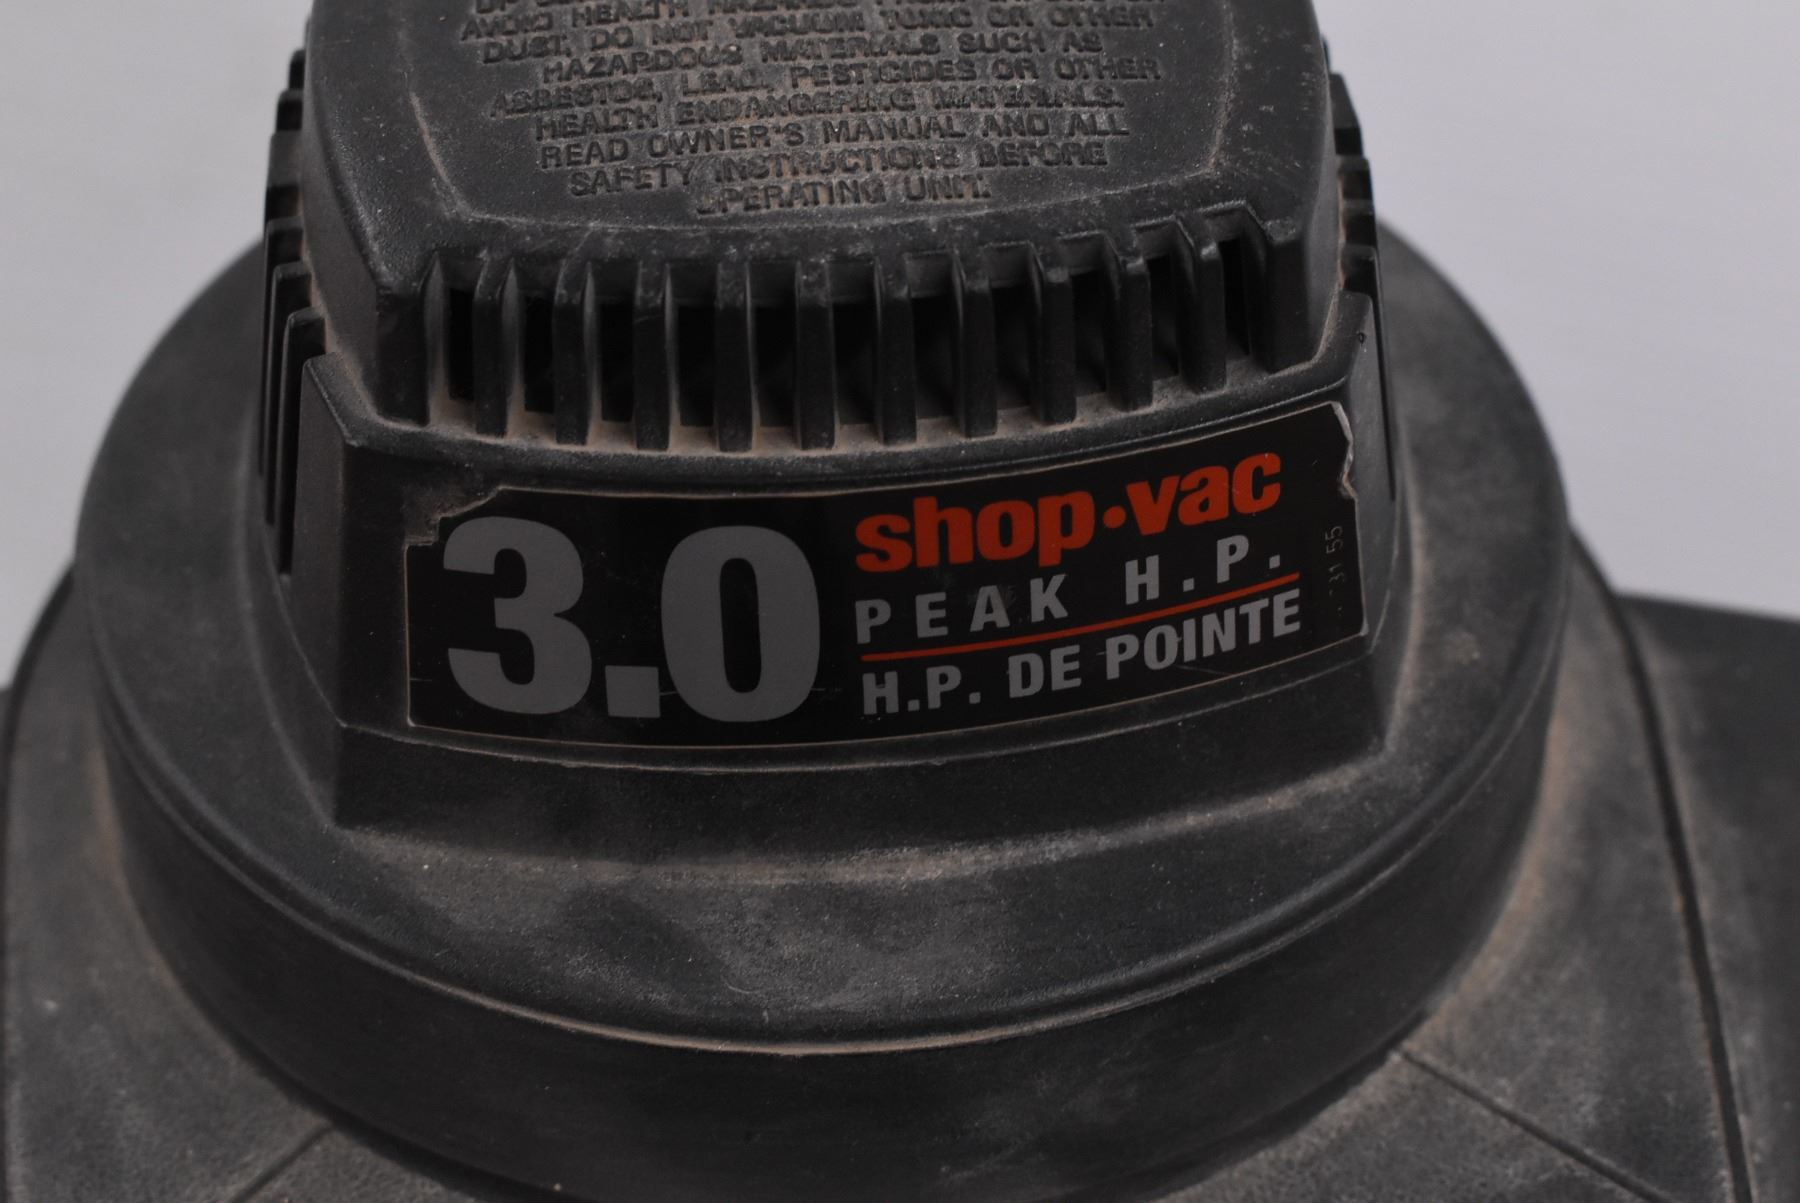 AVOID HEALTH HAZARDS FROM
DUST. DO NOT VACUUM TOXIC OR OTHER
HAZARDOUS MATERIALS SUCH AS
ASBESTOS, LEAD, PESTICIDES OR OTHER
HEALTH ENDANGERING MATERIALS.
READ OWNER'S MANUAL AND ALL
SAFETY INSTRUCTIONS BEFORE
OPERATING UNIT.
3.0
shop·vac
PEAK H.P.
H.P. DE POINTE
31 55